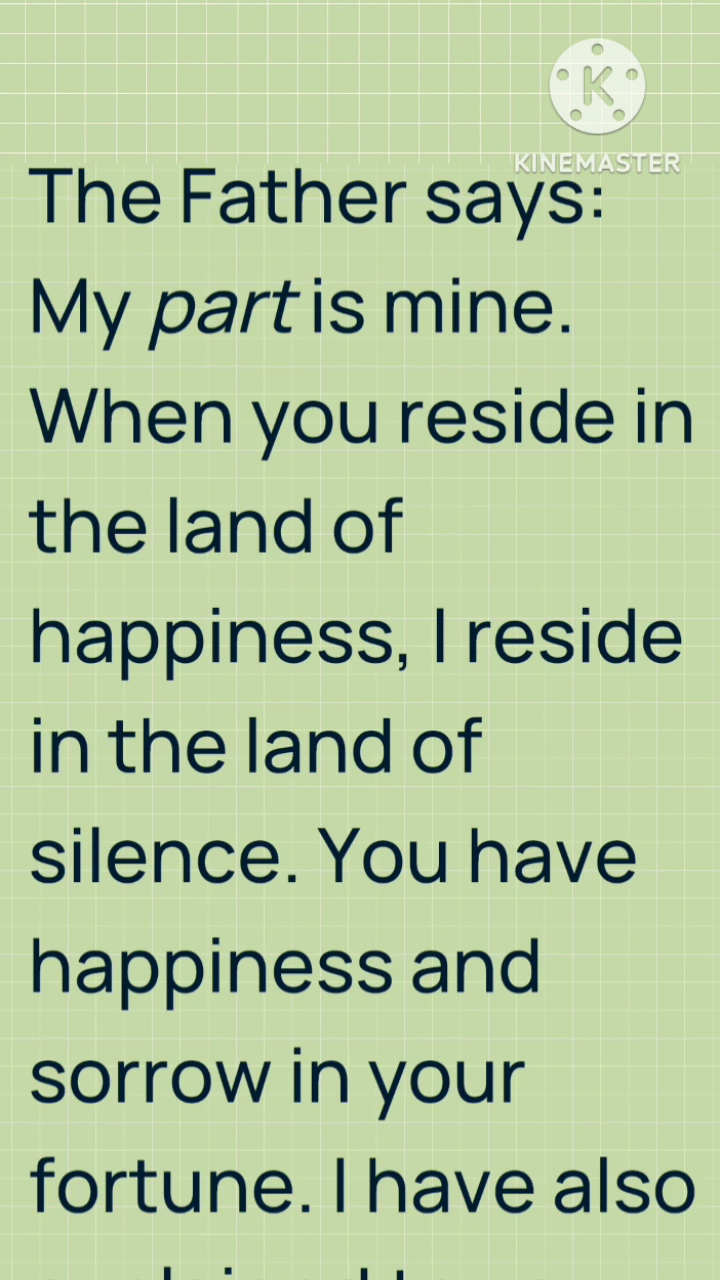 KINEMASTER
The Father says:
My part is mine.
When you reside in
the land of
happiness, I reside
in the land of
silence. You have
happiness and
sorrow in your
fortune. I have also